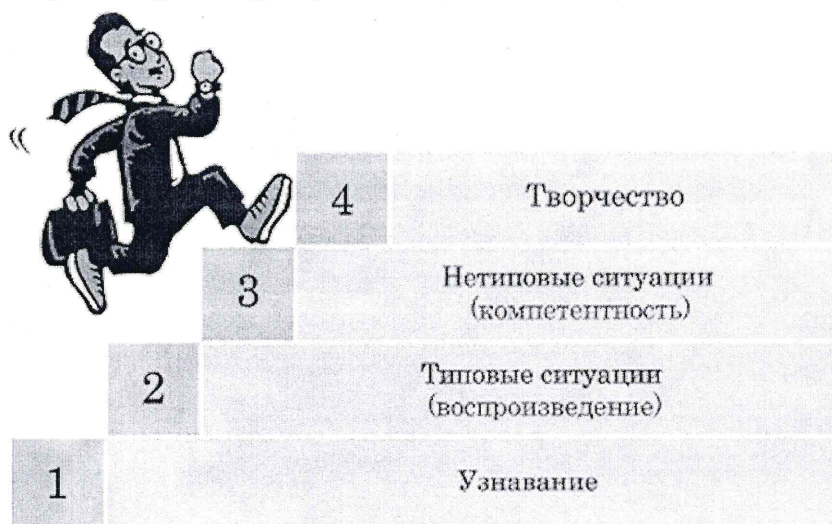 4 Творчество
3 Нетиповые ситуации
(компетентность)
2 Типовые ситуации
(воспроизведение)
1 Узнавание